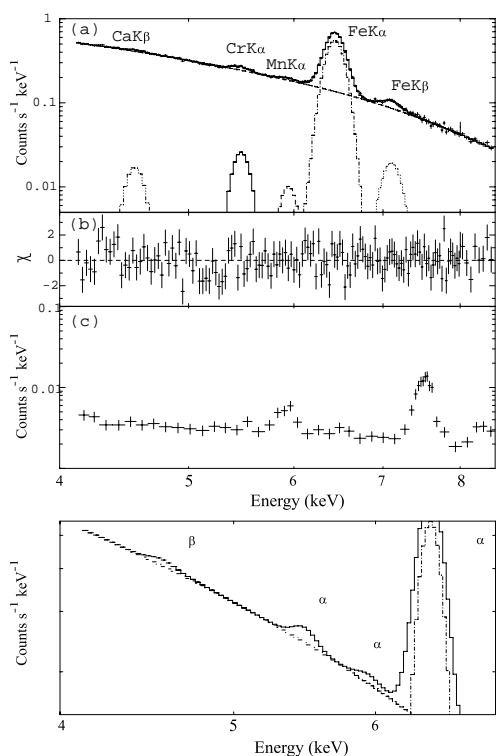 (a)
CaKβ
CrKα
MnKα
FeKα
FeKβ
1
0.1
0.01
Counts s⁻¹ keV⁻¹
(b)
2
0
−2
χ
(c)
0.1
0.01
Counts s⁻¹ keV⁻¹
4 5 6 7 8
Energy (keV)
β
α
α
α
Counts s⁻¹ keV⁻¹
4 5 6
Energy (keV)